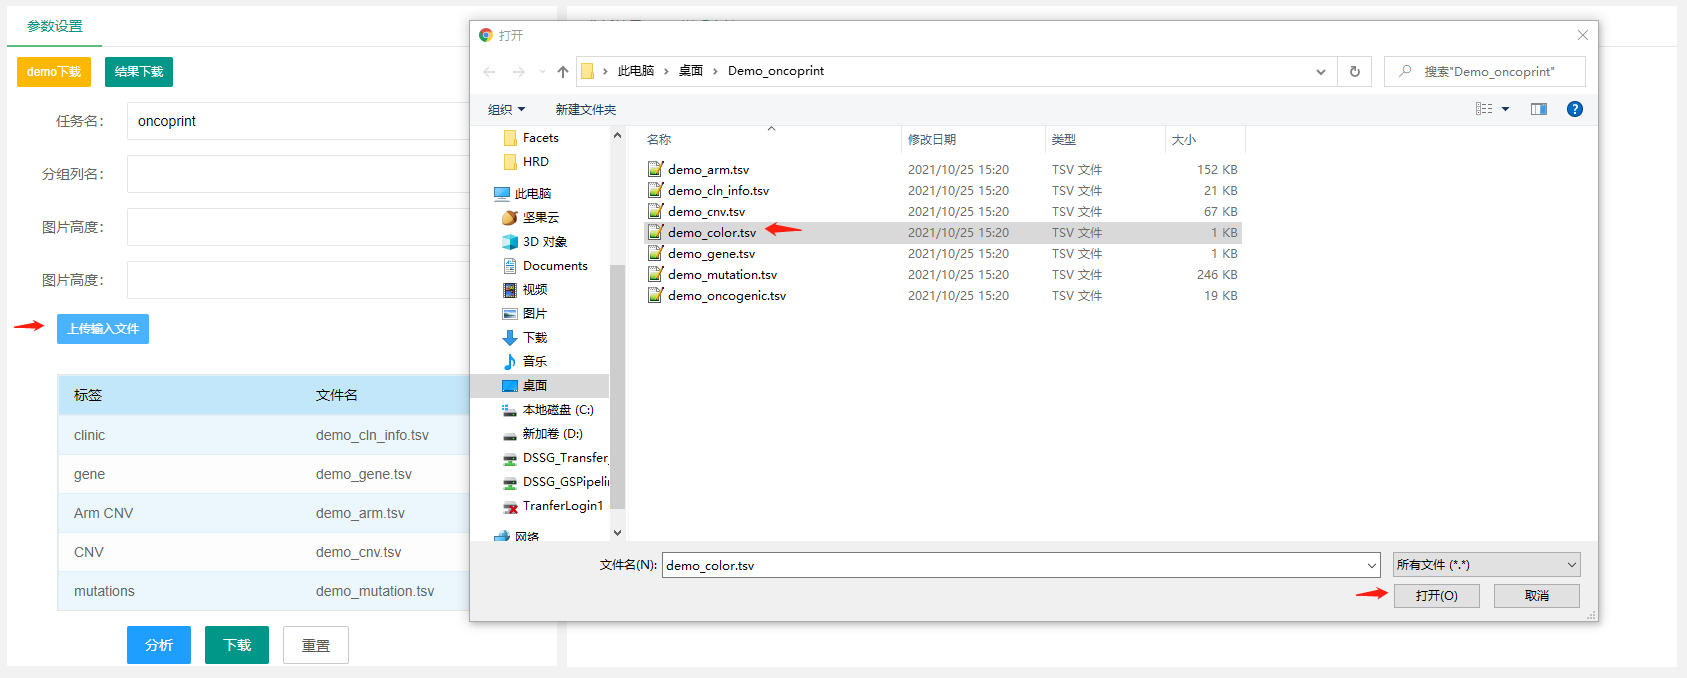 参数设置
demo下载
结果下载
任务名：
oncoprint
分组列名：
图片高度：
图片高度：
上传输入文件
标签 文件名
clinic demo_cln_info.tsv
gene demo_gene.tsv
Arm CNV demo_arm.tsv
CNV demo_cnv.tsv
mutations demo_mutation.tsv
分析 下载 重置
打开
此电脑 › 桌面 › Demo_oncoprint
搜索"Demo_oncoprint"
组织 新建文件夹
Facets
HRD
此电脑
坚果云
3D 对象
Documents
视频
图片
下载
音乐
桌面
本地磁盘 (C:)
新加卷 (D:)
DSSG_Transfer_
DSSG_GSPipelin
TranferLogin1
网络
名称 修改日期 类型 大小
demo_arm.tsv 2021/10/25 15:20 TSV 文件 152 KB
demo_cln_info.tsv 2021/10/25 15:20 TSV 文件 21 KB
demo_cnv.tsv 2021/10/25 15:20 TSV 文件 67 KB
demo_color.tsv 2021/10/25 15:20 TSV 文件 1 KB
demo_gene.tsv 2021/10/25 15:20 TSV 文件 1 KB
demo_mutation.tsv 2021/10/25 15:20 TSV 文件 246 KB
demo_oncogenic.tsv 2021/10/25 15:20 TSV 文件 19 KB
文件名(N): demo_color.tsv 所有文件 (*.*)
打开(O) 取消